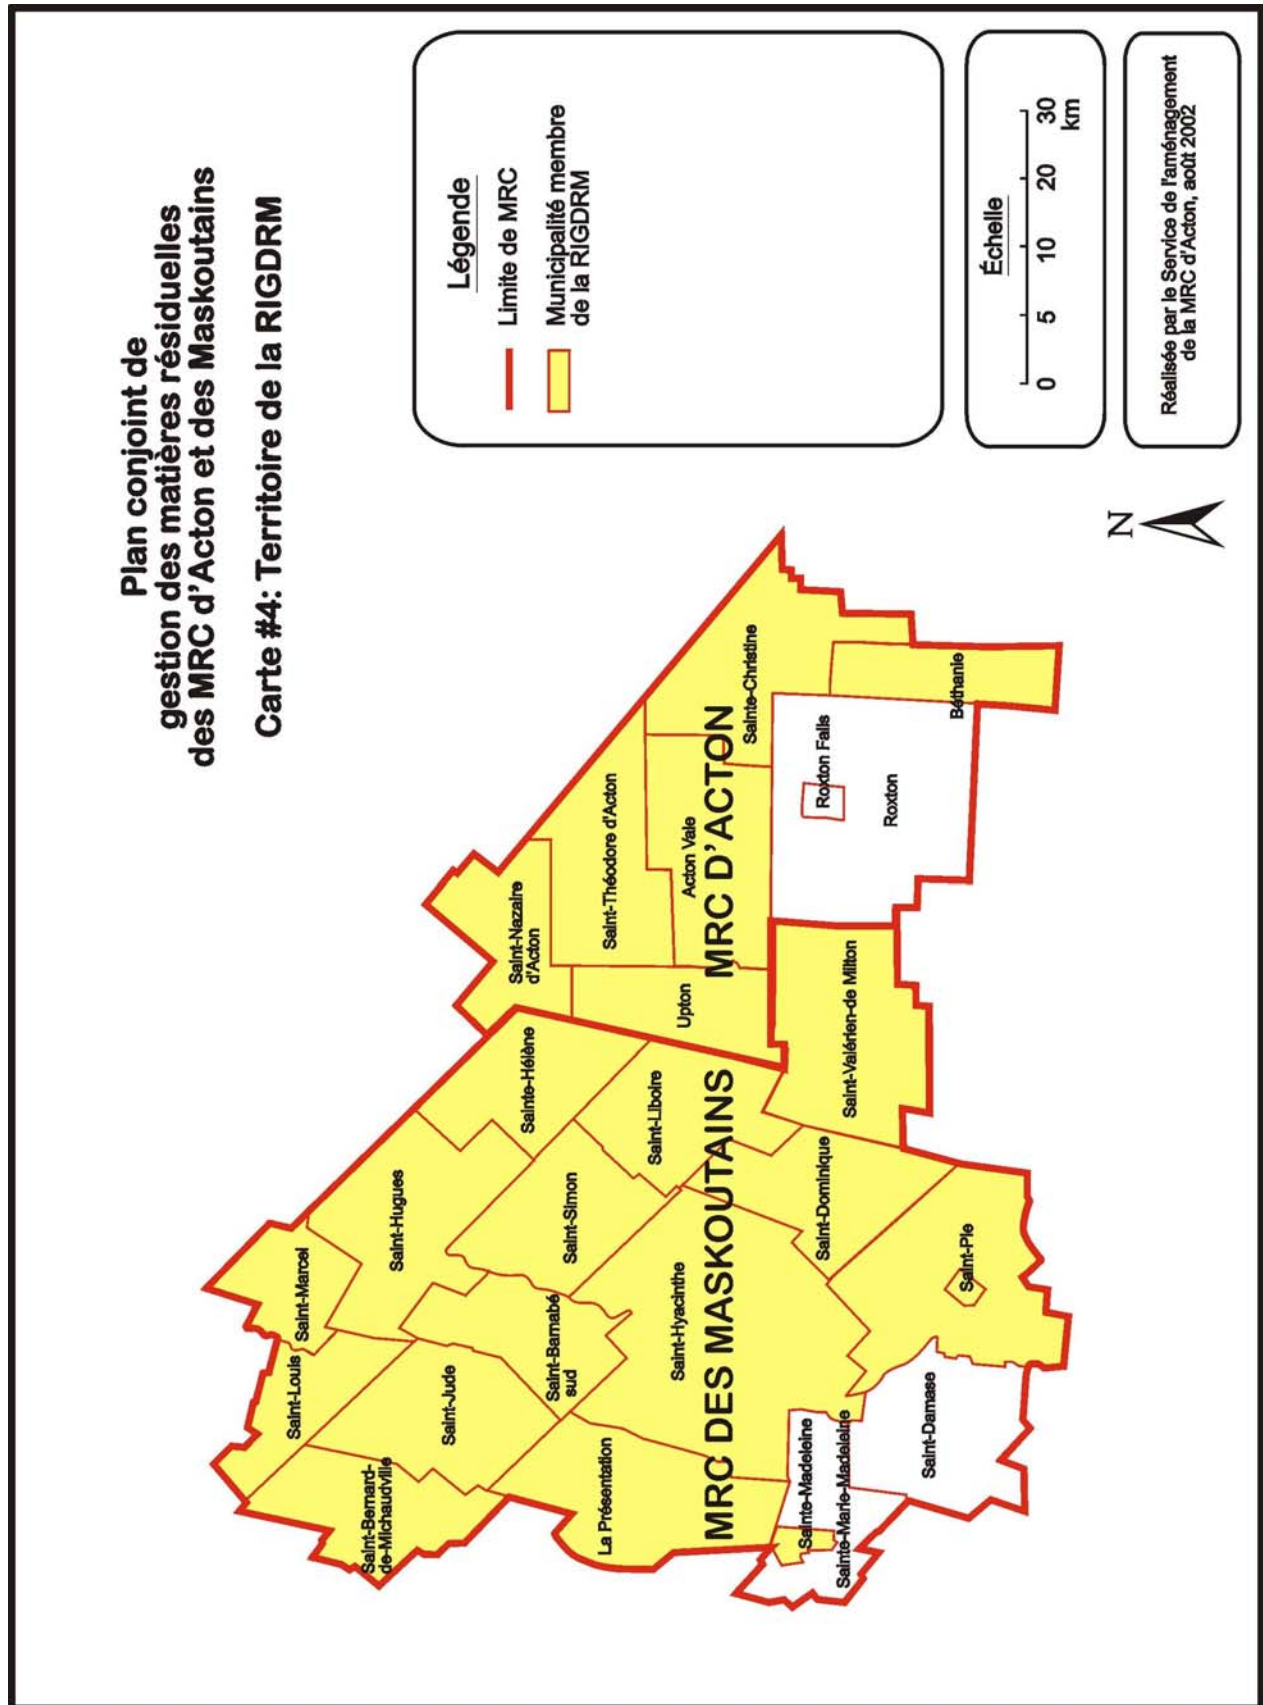 Plan conjoint de
gestion des matières résiduelles
des MRC d'Acton et des Maskoutains
Carte #4: Territoire de la RIGDRM
Légende
Limite de MRC
Municipalité membre
de la RIGDRM
Échelle
0 5 10 20 30
km
Réalisée par le Service de l'aménagement
de la MRC d'Acton, août 2002
N
Saint-Marcel
Saint-Louis
Saint-Hugues
Saint-Bernard-
de-Michaudville
Saint-Jude
Saint-Nazaire
d'Acton
Sainte-Hélène
Saint-Barnabé
sud
Saint-Simon
Saint-Théodore d'Acton
La Présentation
Saint-Liboire
Saint-Hyacinthe
Upton
Acton Vale
MRC DES MASKOUTAINS
MRC D'ACTON
Sainte-Christine
Sainte-Madeleine
Sainte-Marie-Madeleine
Saint-Dominique
Saint-Valérien-de Milton
Roxton Falls
Roxton
Béthanie
Saint-Damase
Saint-Pie